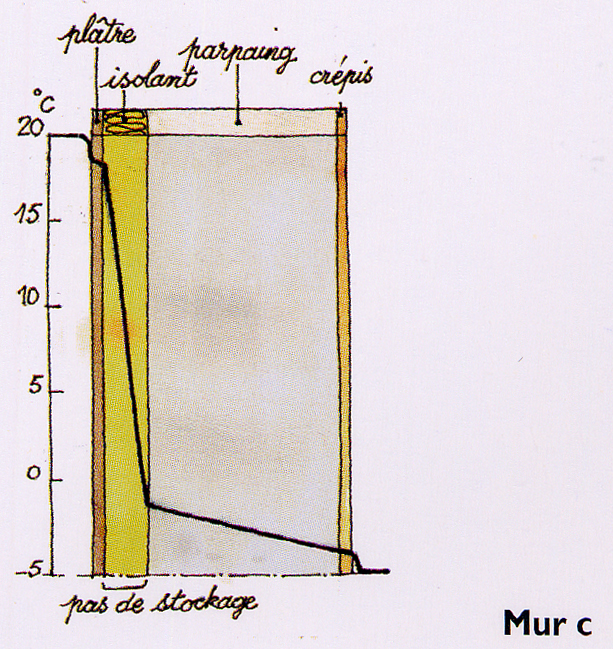 plâtre
parpaing
isolant
crépis
°C
20
15
10
5
0
-5
pas de stockage
Mur c